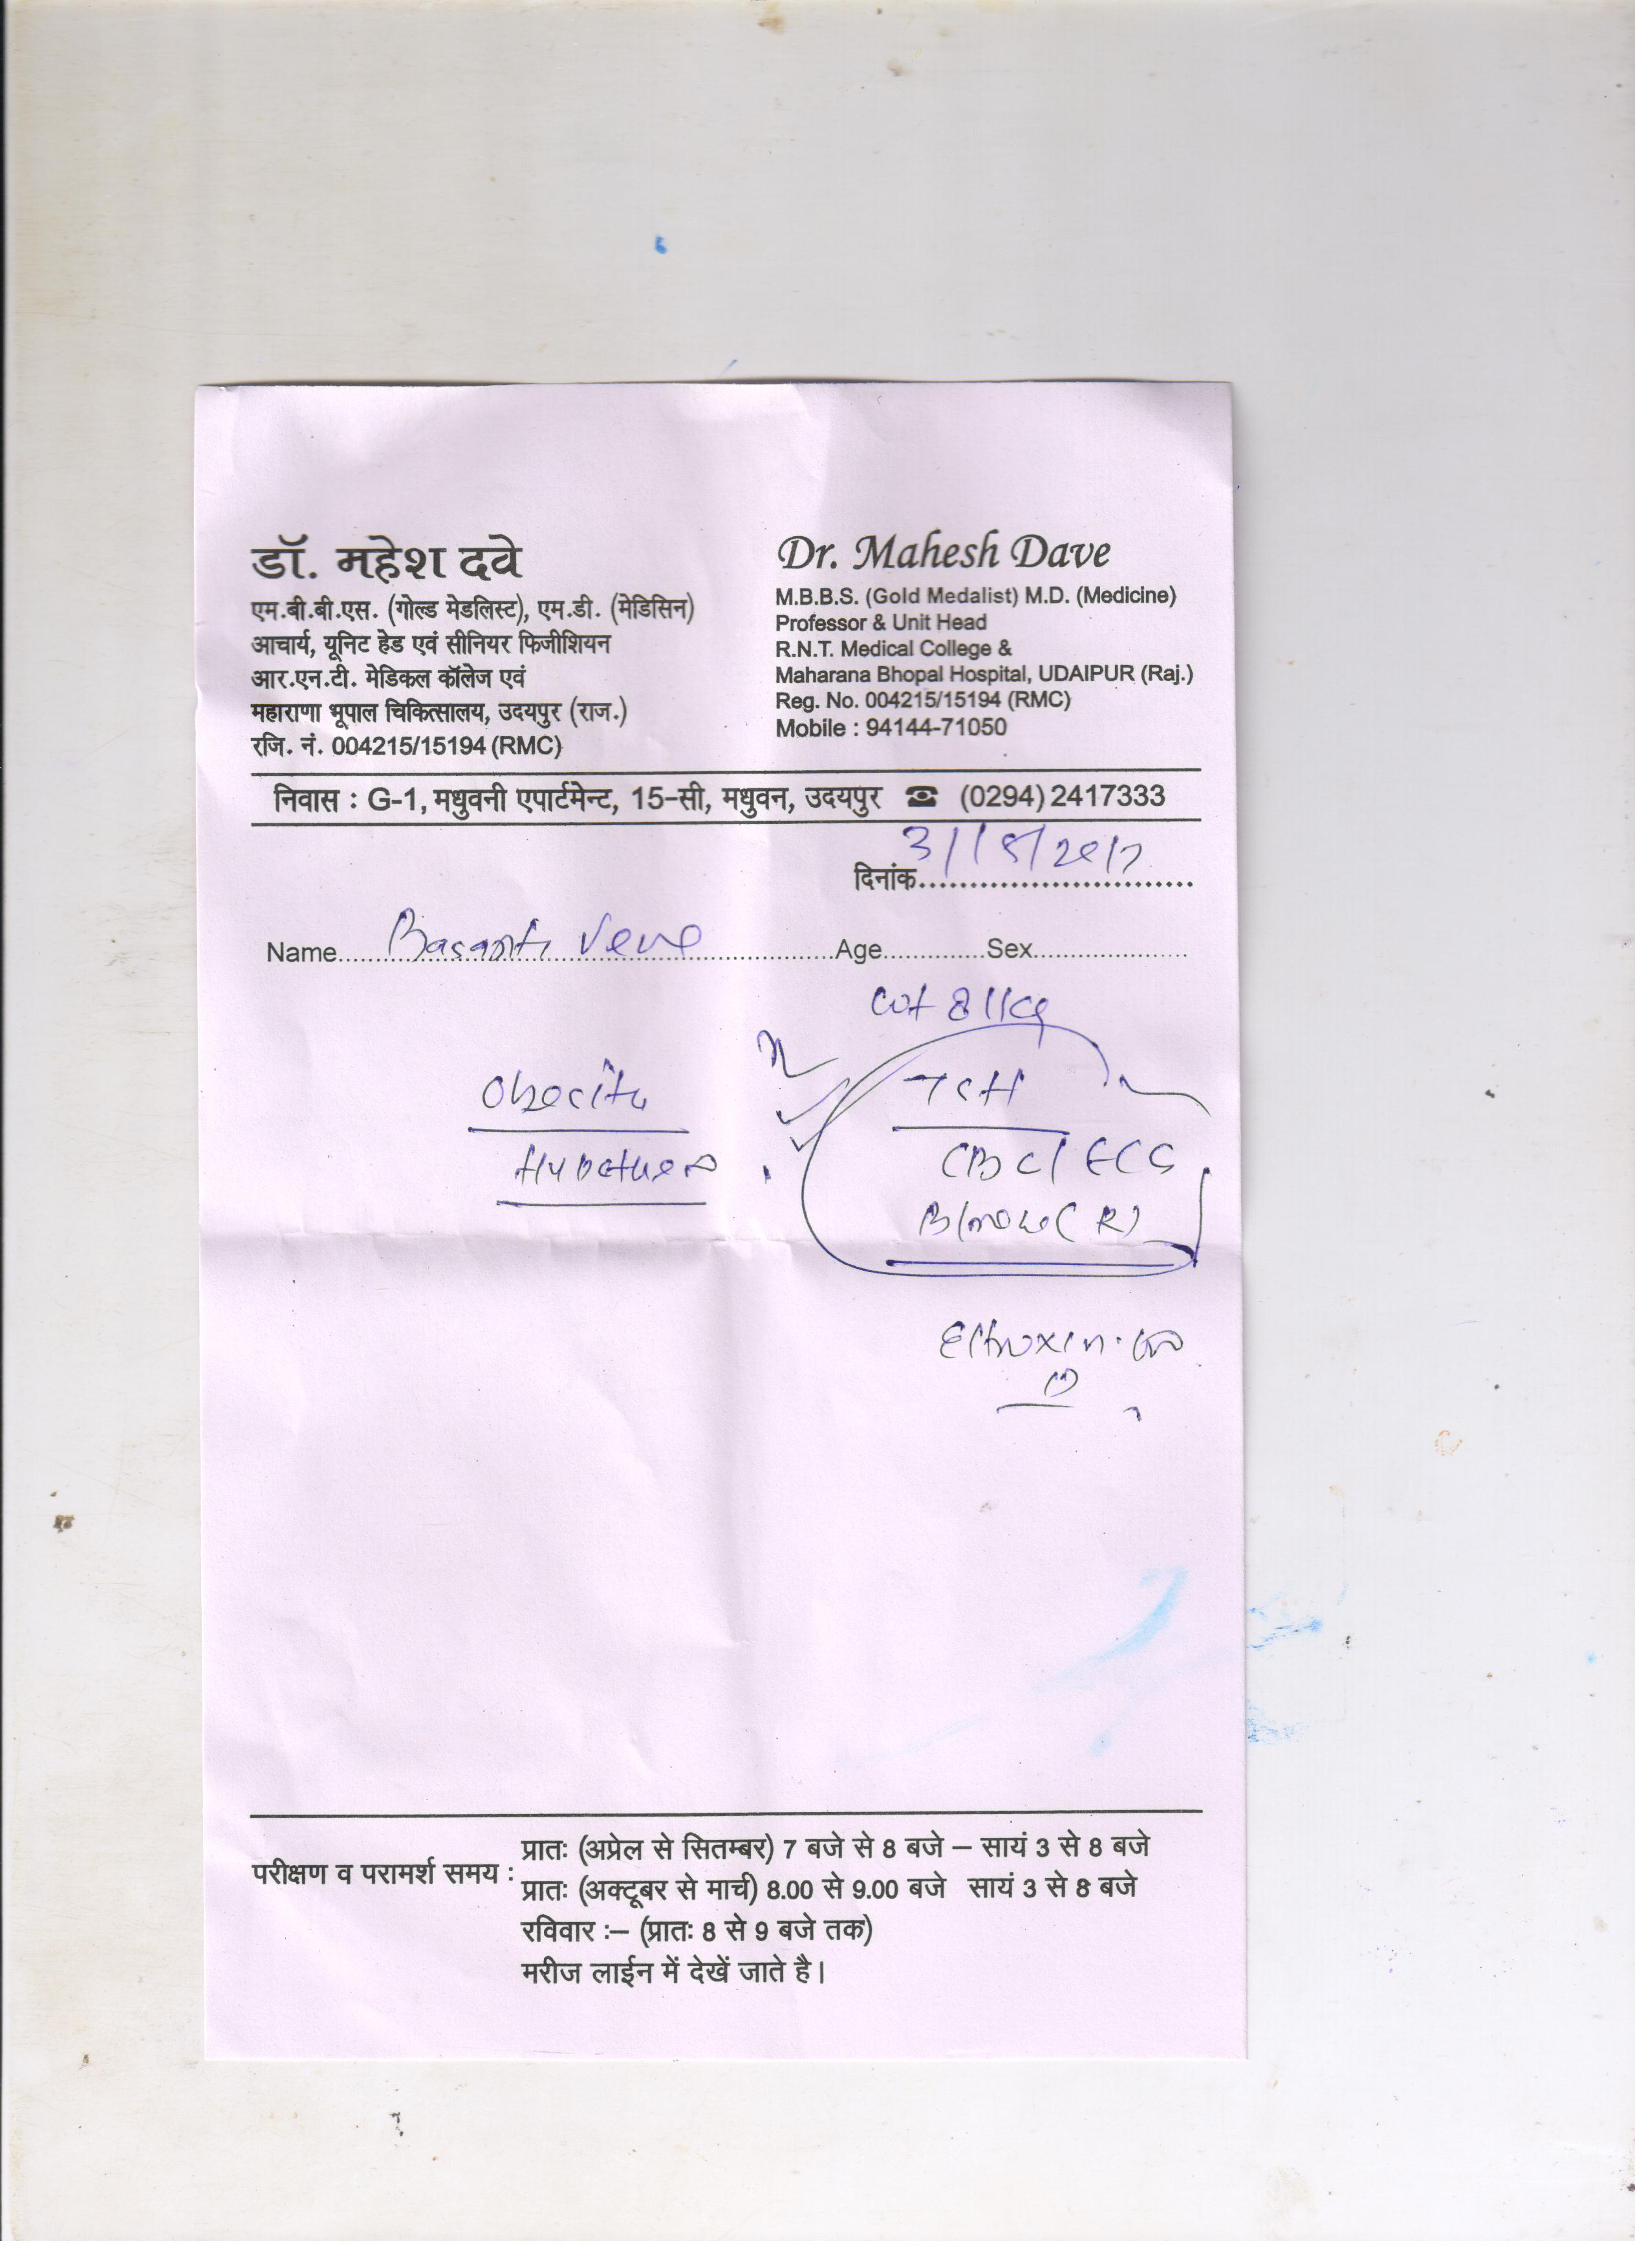 डॉ. महेश दवे
एम.बी.बी.एस. (गोल्ड मेडलिस्ट), एम.डी. (मेडिसिन)
आचार्य, यूनिट हेड एवं सीनियर फिजीशियन
आर.एन.टी. मेडिकल कॉलेज एवं
महाराणा भूपाल चिकित्सालय, उदयपुर (राज.)
रजि. नं. 004215/15194 (RMC)
Dr. Mahesh Dave
M.B.B.S. (Gold Medalist) M.D. (Medicine)
Professor & Unit Head
R.N.T. Medical College &
Maharana Bhopal Hospital, UDAIPUR (Raj.)
Reg. No. 004215/15194 (RMC)
Mobile : 94144-71050
निवास : G-1, मधुवनी एपार्टमेन्ट, 15-सी, मधुवन, उदयपुर ☎ (0294) 2417333
दिनांक
Name Basanti Age Sex
Obesity
TSH
CBC/ECG
Eltroxin
परीक्षण व परामर्श समय : प्रातः (अप्रेल से सितम्बर) 7 बजे से 8 बजे – सायं 3 से 8 बजे
प्रातः (अक्टूबर से मार्च) 8.00 से 9.00 बजे सायं 3 से 8 बजे
रविवार :– (प्रातः 8 से 9 बजे तक)
मरीज लाईन में देखें जाते है।